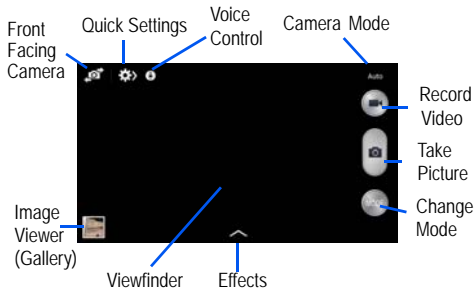 Front
Facing
Camera
Quick Settings
Voice
Control
Camera Mode
Auto
Record
Video
Take
Picture
MODE
Change
Mode
Image
Viewer
(Gallery)
Viewfinder
Effects